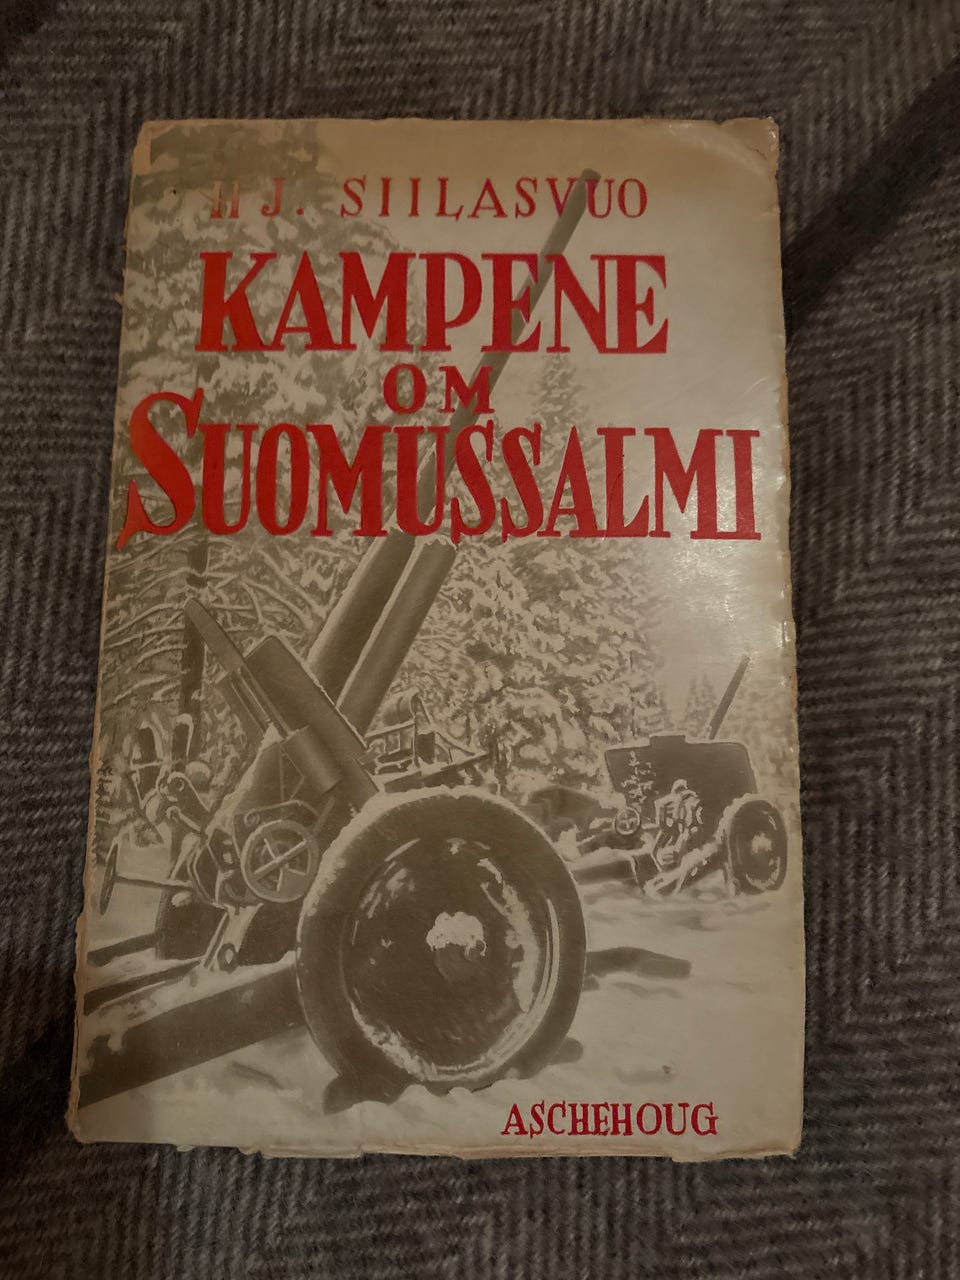 H J. SIILASVUO
KAMPENE
OM
SUOMUSSALMI
ASCHEHOUG